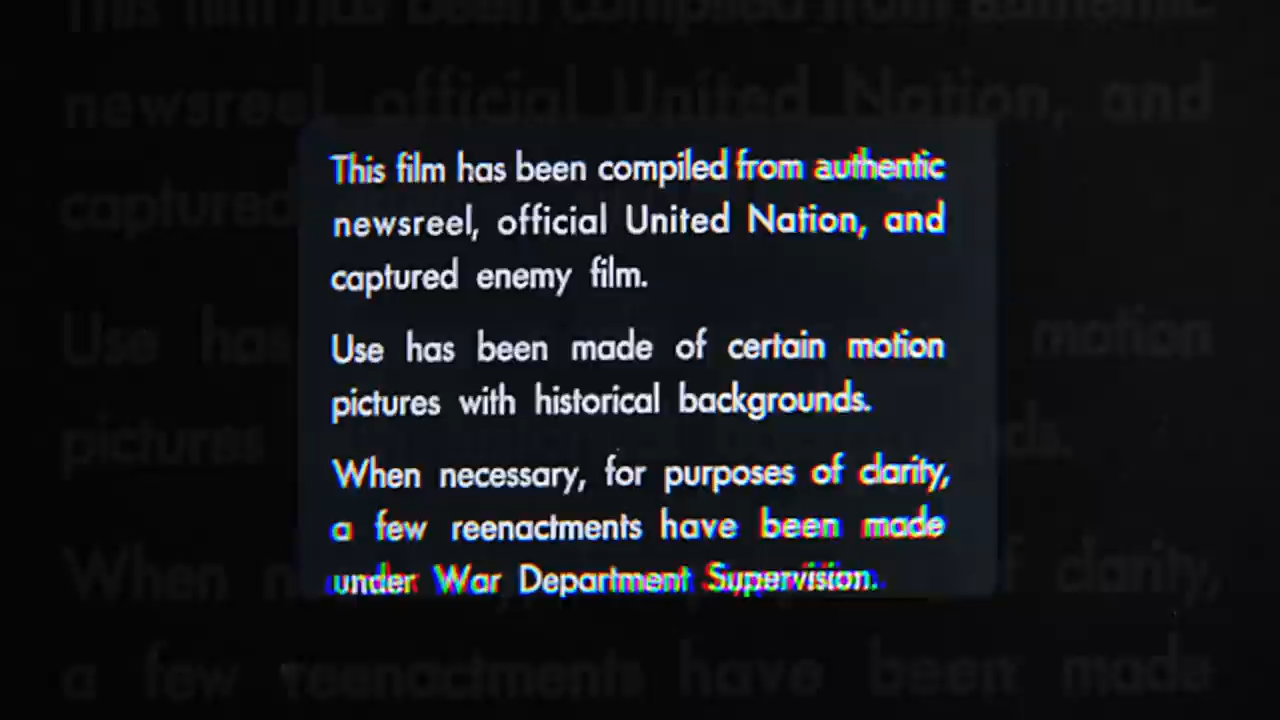 This film has been compiled from authentic
newsreel, official United Nation, and
captured enemy film.
Use has been made of certain motion
pictures with historical backgrounds.
When necessary, for purposes of clarity,
a few reenactments have been made
under War Department Supervision.